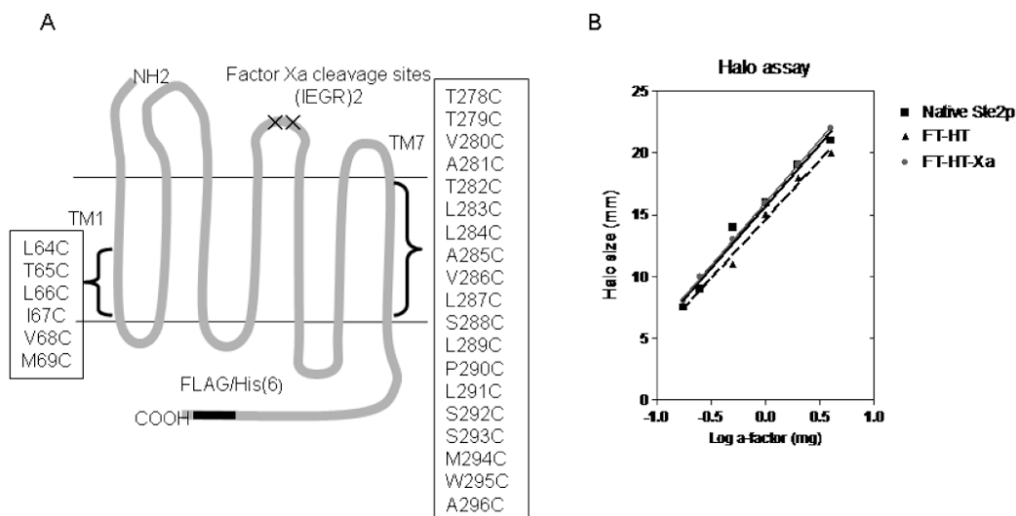 A
NH2
Factor Xa cleavage sites
(IEGR)2
TM7
TM1
L64C
T65C
L66C
I67C
V68C
M69C
FLAG/His(6)
COOH
T278C
T279C
V280C
A281C
T282C
L283C
L284C
A285C
V286C
L287C
S288C
L289C
P290C
L291C
S292C
S293C
M294C
W295C
A296C
B
Halo assay
Halo size (mm)
25
20
15
10
5
0
-1.0
-0.5
0.0
0.5
1.0
Log a-factor (mg)
Native Ste2p
FT-HT
FT-HT-Xa